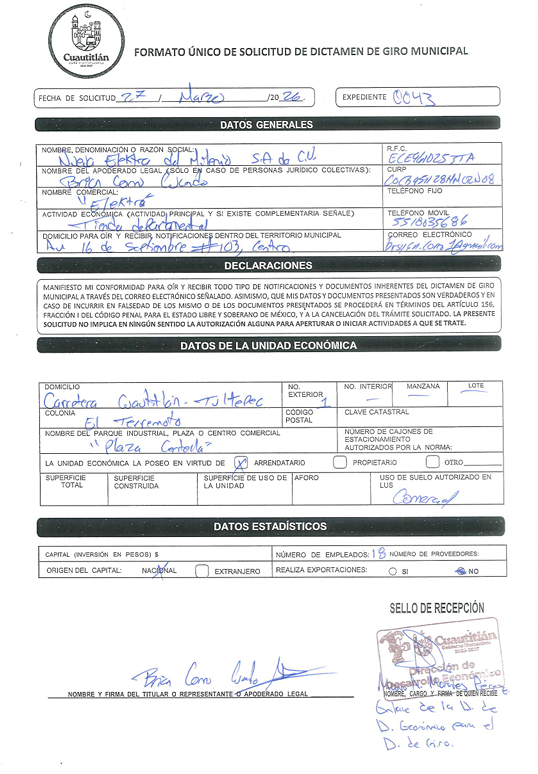 Cuautitlán
FORMATO ÚNICO DE SOLICITUD DE DICTAMEN DE GIRO MUNICIPAL
FECHA DE SOLICITUD 27 / Marzo /20 26.
EXPEDIENTE 0043
DATOS GENERALES
NOMBRE, DENOMINACIÓN O RAZÓN SOCIAL:
Nueva Elektra del Milenio S.A de C.V.
R.F.C.
NOMBRE DEL APODERADO LEGAL (SOLO EN CASO DE PERSONAS JURÍDICO COLECTIVAS):
Brian Cano
CURP
NOMBRE COMERCIAL:
"Elektra"
TELÉFONO FIJO
ACTIVIDAD ECONÓMICA (ACTIVIDAD PRINCIPAL Y SI EXISTE COMPLEMENTARIA SEÑALE)
Tienda departamental
TELÉFONO MOVIL
5518035686
DOMICILIO PARA OÍR Y RECIBIR NOTIFICACIONES DENTRO DEL TERRITORIO MUNICIPAL
Av 16 de Septiembre #103, Centro
CORREO ELECTRÓNICO
DECLARACIONES
MANIFIESTO MI CONFORMIDAD PARA OÍR Y RECIBIR TODO TIPO DE NOTIFICACIONES Y DOCUMENTOS INHERENTES DEL DICTAMEN DE GIRO
MUNICIPAL A TRAVÉS DEL CORREO ELECTRÓNICO SEÑALADO. ASIMISMO, QUE MIS DATOS Y DOCUMENTOS PRESENTADOS SON VERDADEROS Y EN
CASO DE INCURRIR EN FALSEDAD DE LOS MISMO O DE LOS DOCUMENTOS PRESENTADOS SE PROCEDERÁ EN TÉRMINOS DEL ARTÍCULO 156,
FRACCIÓN I DEL CÓDIGO PENAL PARA EL ESTADO LIBRE Y SOBERANO DE MÉXICO, Y A LA CANCELACIÓN DEL TRÁMITE SOLICITADO. LA PRESENTE
SOLICITUD NO IMPLICA EN NINGÚN SENTIDO LA AUTORIZACIÓN ALGUNA PARA APERTURAR O INICIAR ACTIVIDADES A QUE SE TRATE.
DATOS DE LA UNIDAD ECONÓMICA
DOMICILIO
Carretera Cuautitlán - Tultepec
NO. EXTERIOR 1
NO. INTERIOR —
MANZANA —
LOTE —
COLONIA
El Terremoto
CÓDIGO POSTAL
CLAVE CATASTRAL
NOMBRE DEL PARQUE INDUSTRIAL, PLAZA O CENTRO COMERCIAL
"Plaza
NÚMERO DE CAJONES DE
ESTACIONAMIENTO
AUTORIZADOS POR LA NORMA:
LA UNIDAD ECONÓMICA LA POSEO EN VIRTUD DE X ARRENDATARIO PROPIETARIO OTRO
SUPERFICIE TOTAL
SUPERFICIE CONSTRUIDA
SUPERFICIE DE USO DE LA UNIDAD
AFORO
USO DE SUELO AUTORIZADO EN LUS
Comercial
DATOS ESTADÍSTICOS
CAPITAL (INVERSIÓN EN PESOS) $
NÚMERO DE EMPLEADOS: 18 NÚMERO DE PROVEEDORES:
ORIGEN DEL CAPITAL: NACIONAL EXTRANJERO
REALIZA EXPORTACIONES: SI NO
SELLO DE RECEPCIÓN
Cuautitlán
Dirección de
Desarrollo Económico
Brian Cano
NOMBRE Y FIRMA DEL TITULAR O REPRESENTANTE O APODERADO LEGAL
NOMBRE, CARGO Y FIRMA DE QUIEN RECIBE
Enlace de la D. de
D. Económico para el
D. de Giro.